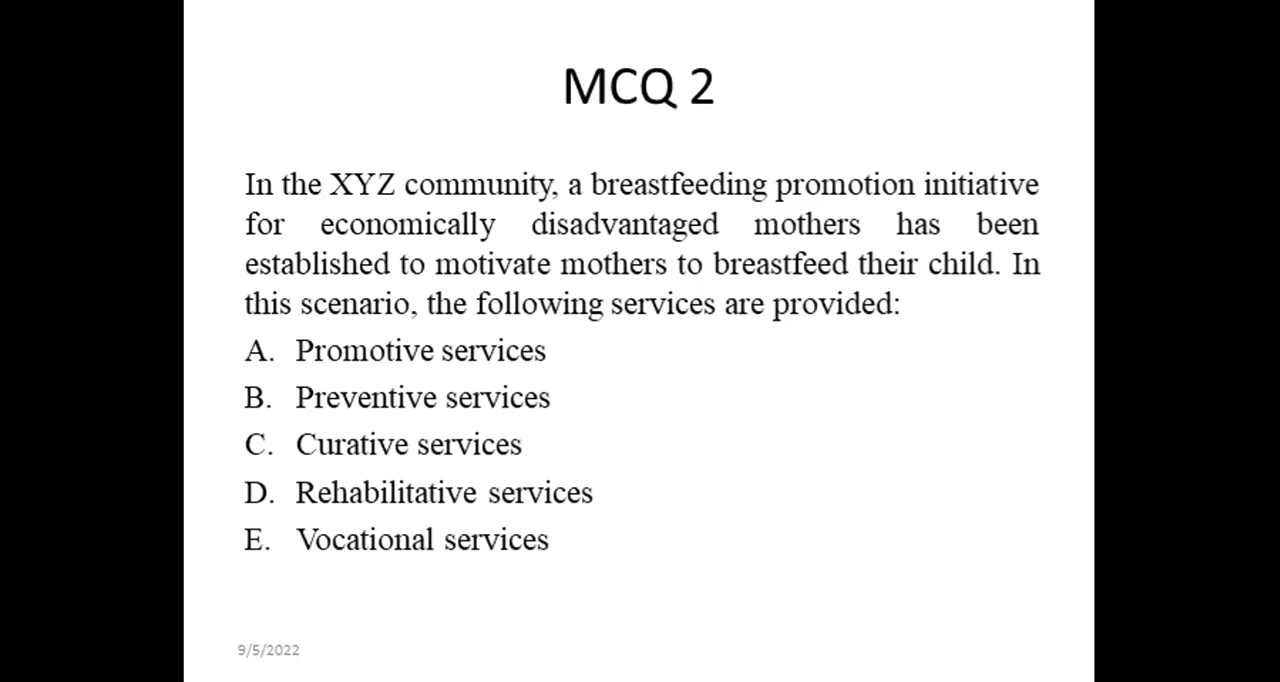 MCQ 2
In the XYZ community, a breastfeeding promotion initiative
for economically disadvantaged mothers has been
established to motivate mothers to breastfeed their child. In
this scenario, the following services are provided:
A. Promotive services
B. Preventive services
C. Curative services
D. Rehabilitative services
E. Vocational services
9/5/2022